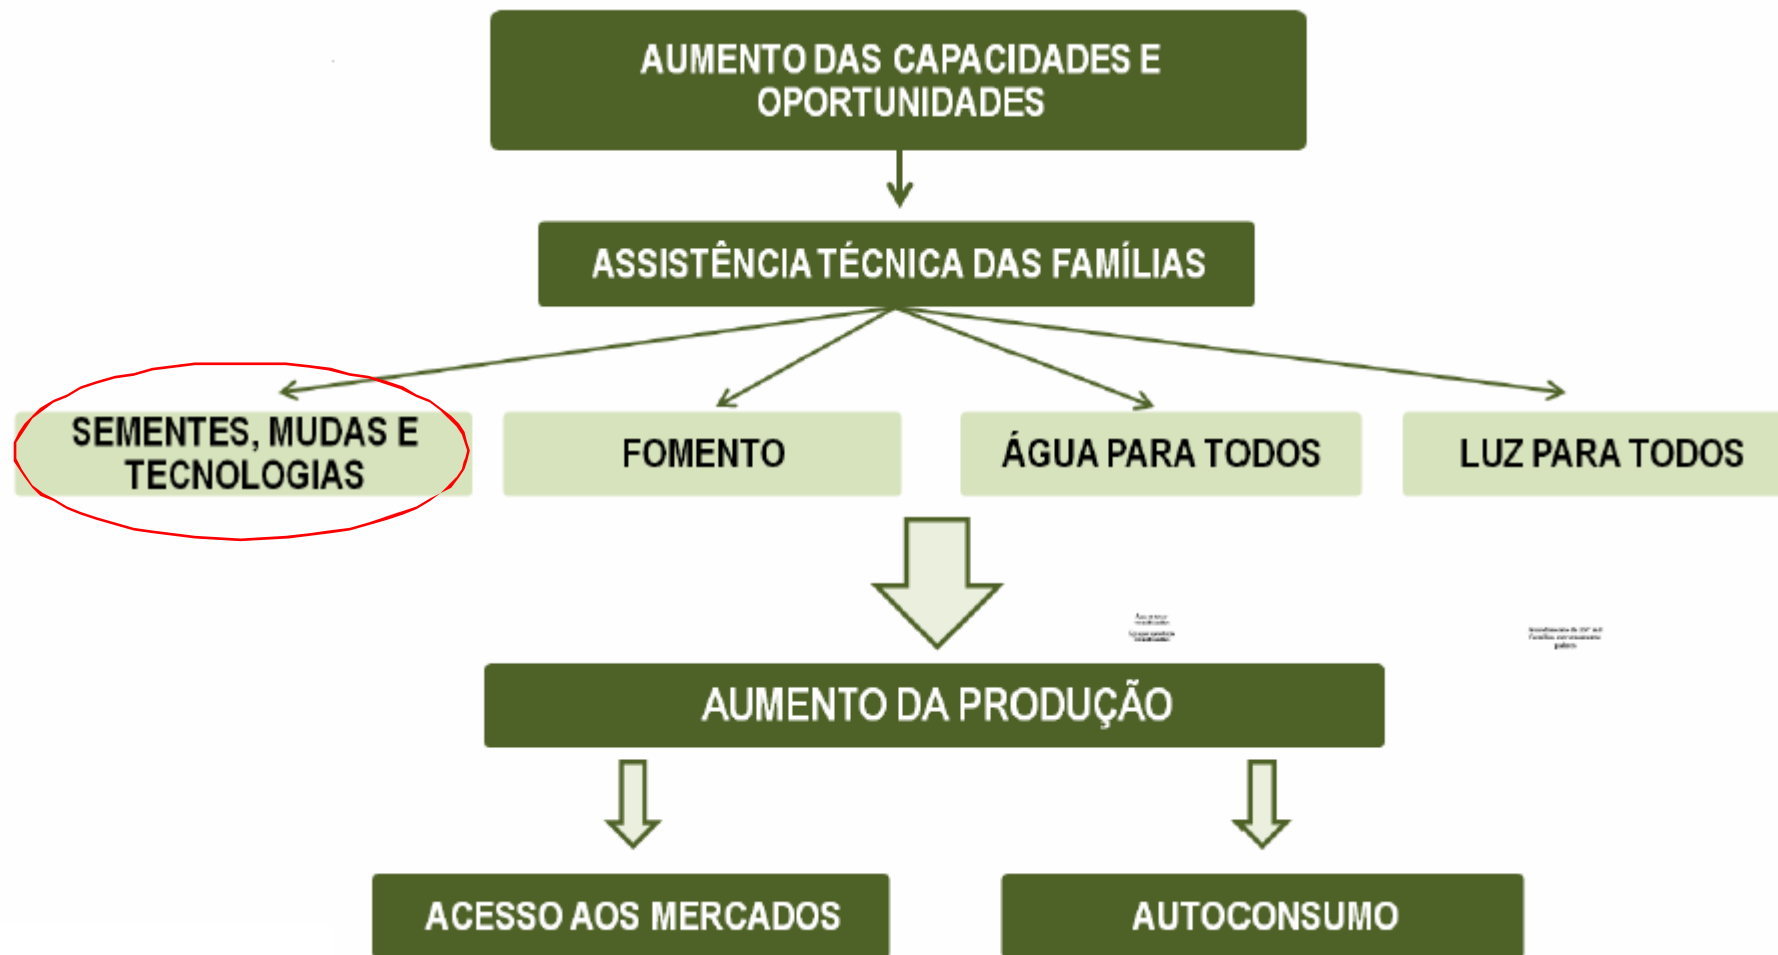 AUMENTO DAS CAPACIDADES E
OPORTUNIDADES
ASSISTÊNCIA TÉCNICA DAS FAMÍLIAS
SEMENTES, MUDAS E
TECNOLOGIAS
FOMENTO
ÁGUA PARA TODOS
LUZ PARA TODOS
AUMENTO DA PRODUÇÃO
ACESSO AOS MERCADOS
AUTOCONSUMO